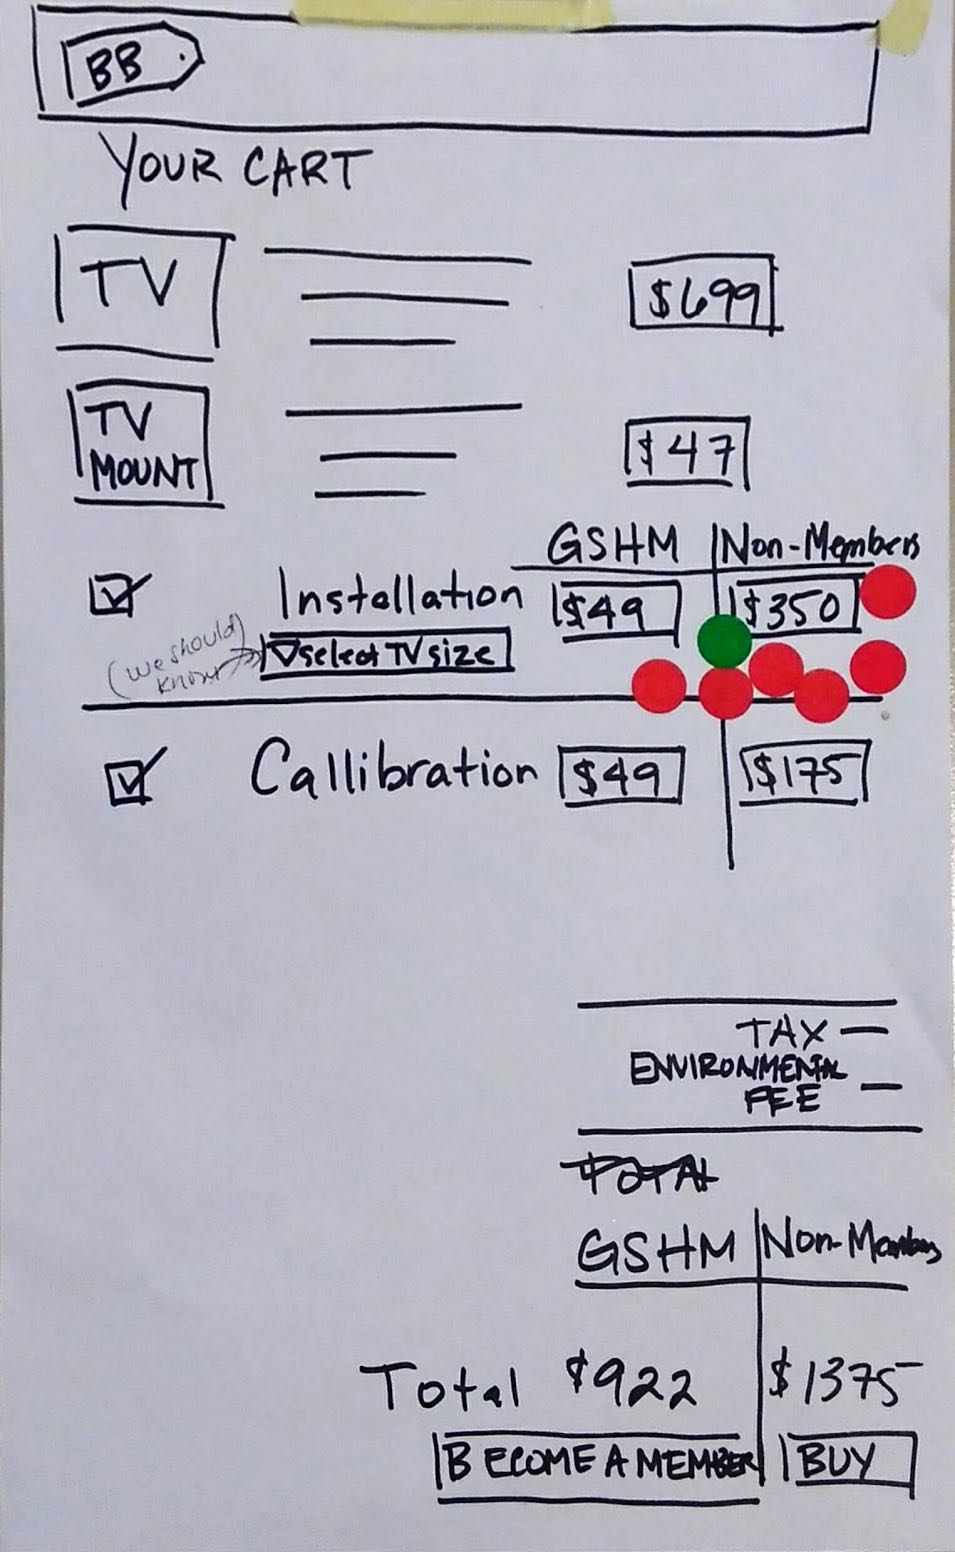 BB
YOUR CART
TV
$699
TV
MOUNT
$47
GSHM Non-Members
Installation $49 $350
select TV size
(we should
know)
Callibration $49 $175
TAX —
ENVIRONMENTAL
FEE —
TOTAL
GSHM Non-Members
Total $922 $1375
BECOME A MEMBER BUY